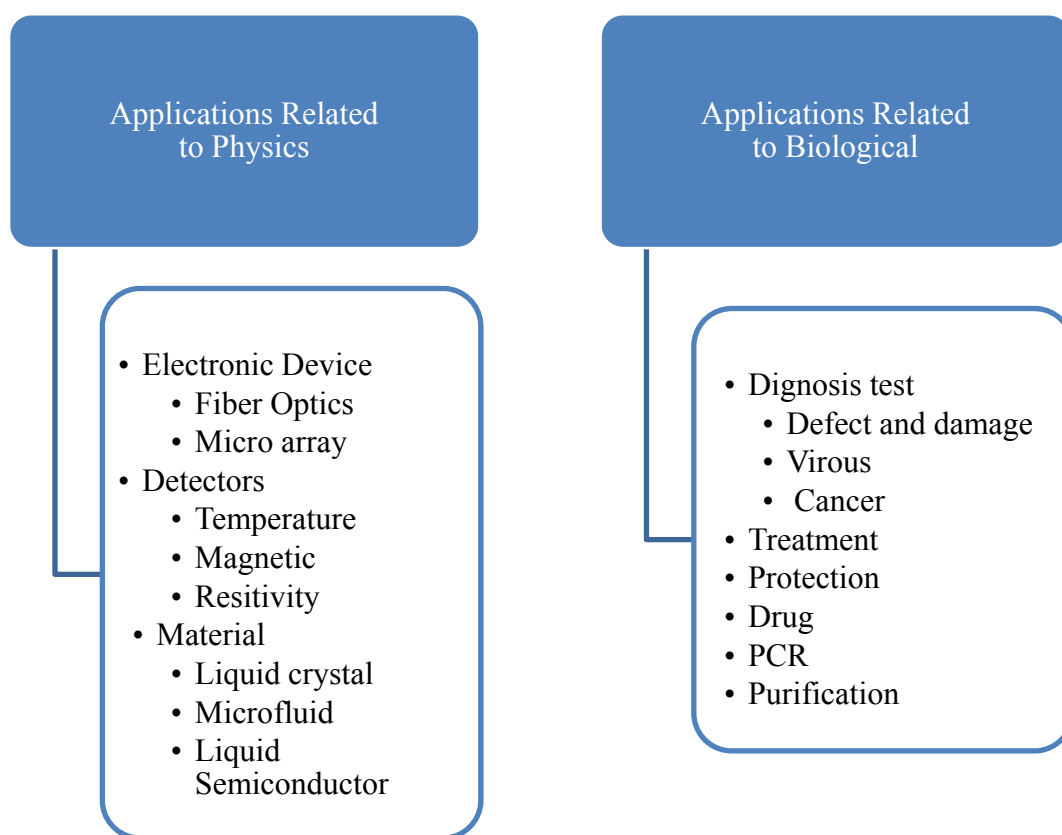 Applications Related
to Physics
• Electronic Device
• Fiber Optics
• Micro array
• Detectors
• Temperature
• Magnetic
• Resitivity
• Material
• Liquid crystal
• Microfluid
• Liquid
Semiconductor
Applications Related
to Biological
• Dignosis test
• Defect and damage
• Virous
• Cancer
• Treatment
• Protection
• Drug
• PCR
• Purification